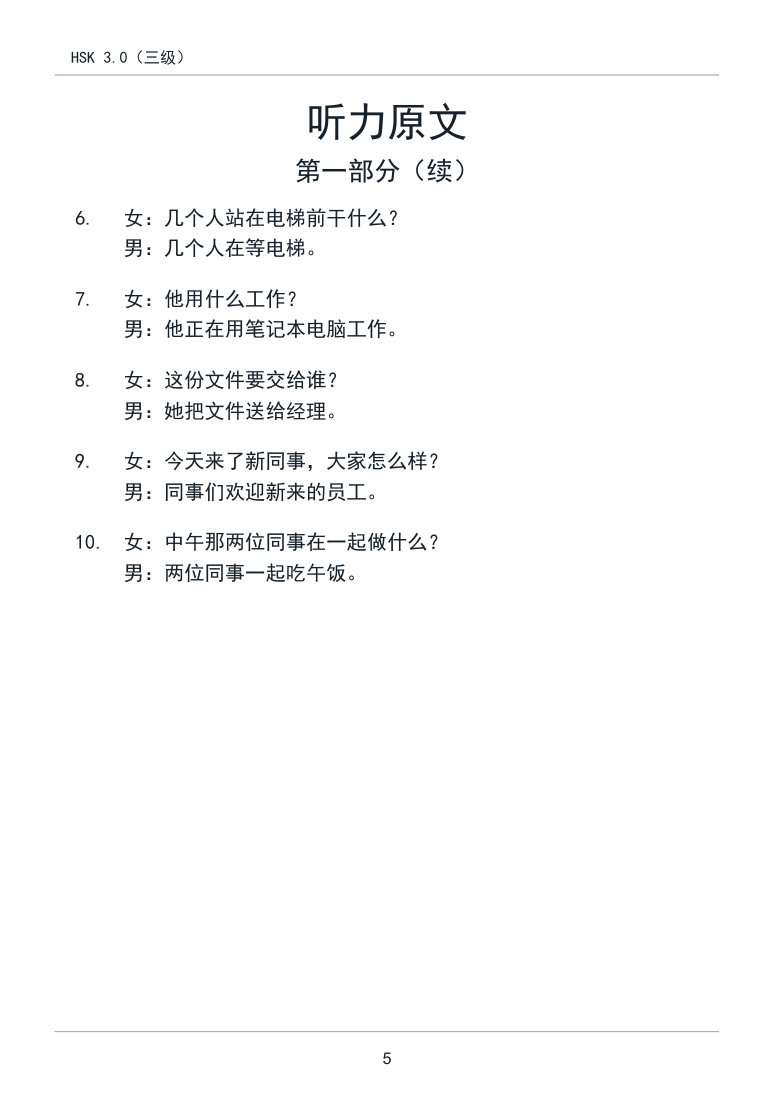 HSK 3.0（三级）
听力原文
第一部分（续）
6. 女：几个人站在电梯前干什么？
男：几个人在等电梯。
7. 女：他用什么工作？
男：他正在用笔记本电脑工作。
8. 女：这份文件要交给谁？
男：她把文件送给经理。
9. 女：今天来了新同事，大家怎么样？
男：同事们欢迎新来的员工。
10. 女：中午那两位同事在一起做什么？
男：两位同事一起吃午饭。
5